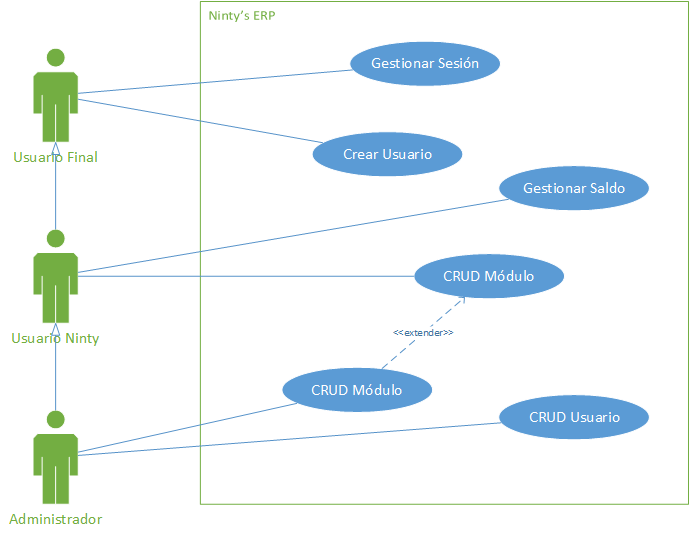 Ninty's ERP
Gestionar Sesión
Crear Usuario
Usuario Final
Gestionar Saldo
CRUD Módulo
<<extender>>
Usuario Ninty
CRUD Módulo
CRUD Usuario
Administrador